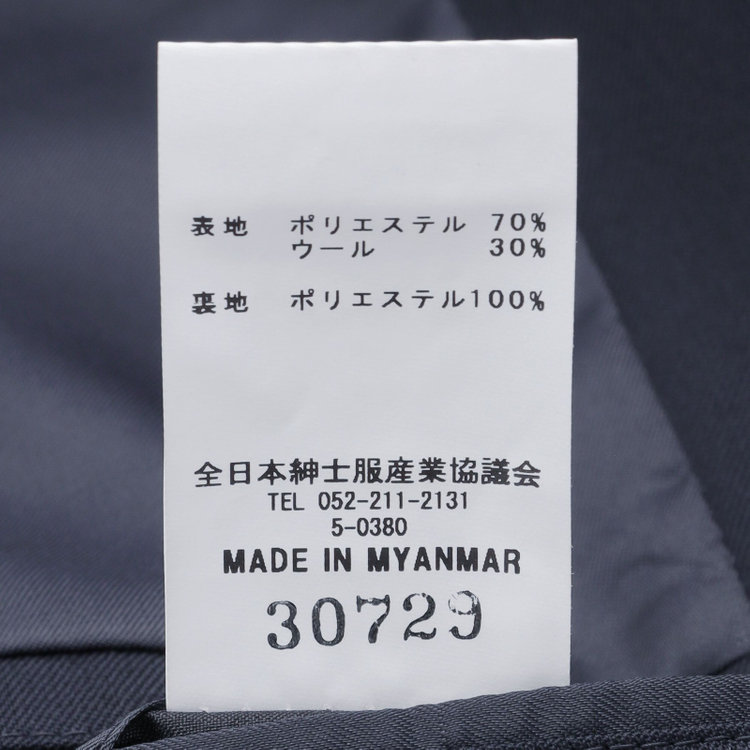 表地 ポリエステル 70%
ウール 30%
裏地 ポリエステル100%
全日本紳士服産業協議会
TEL 052-211-2131
5-0380
MADE IN MYANMAR
30729